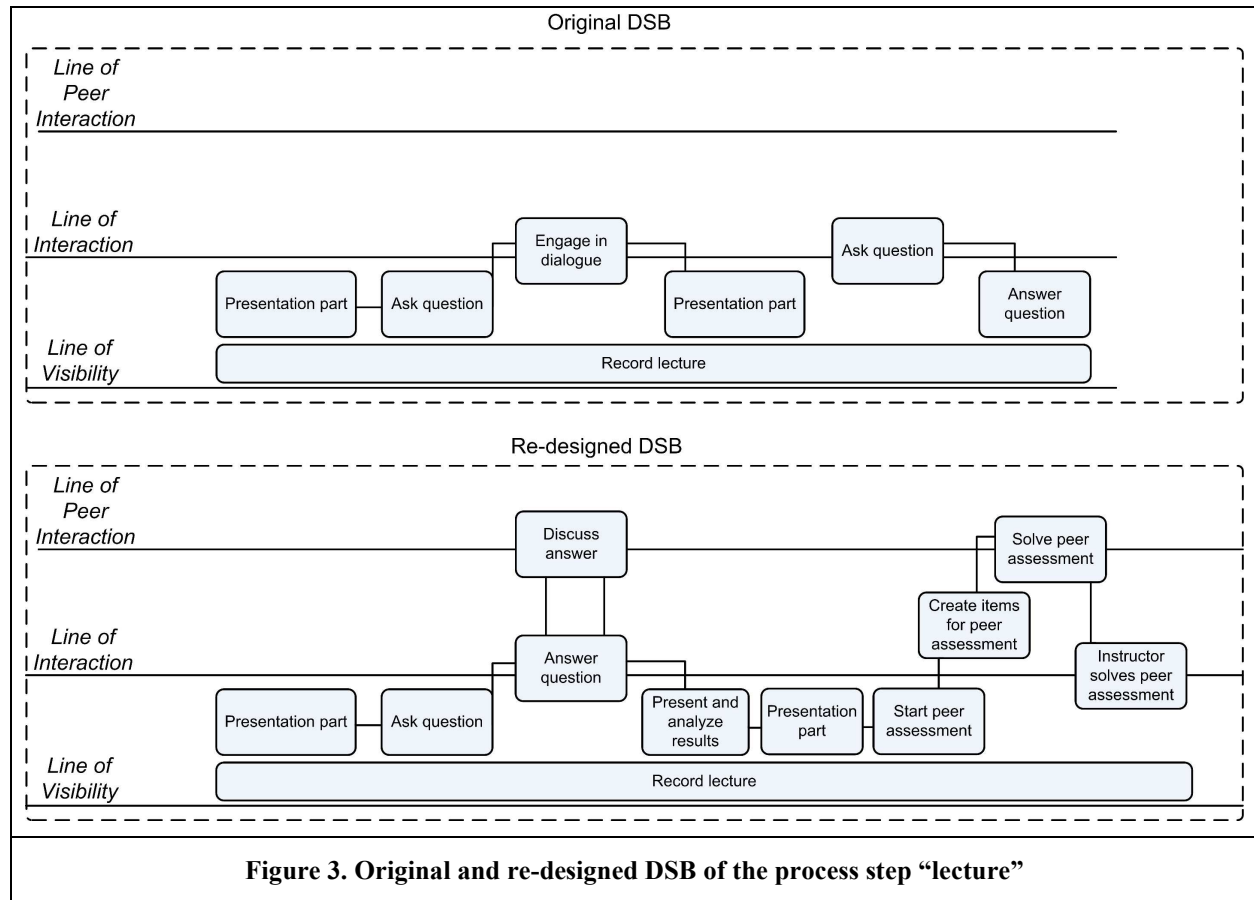 Original DSB
Line of
Peer
Interaction
Line of
Interaction
Engage in
dialogue
Ask question
Presentation part
Ask question
Presentation part
Answer
question
Line of
Visibility
Record lecture
Re-designed DSB
Line of
Peer
Interaction
Discuss
answer
Solve peer
assessment
Create items
for peer
assessment
Line of
Interaction
Answer
question
Instructor
solves peer
assessment
Presentation part
Ask question
Present and
analyze
results
Presentation
part
Start peer
assessment
Line of
Visibility
Record lecture
Figure 3. Original and re-designed DSB of the process step “lecture”